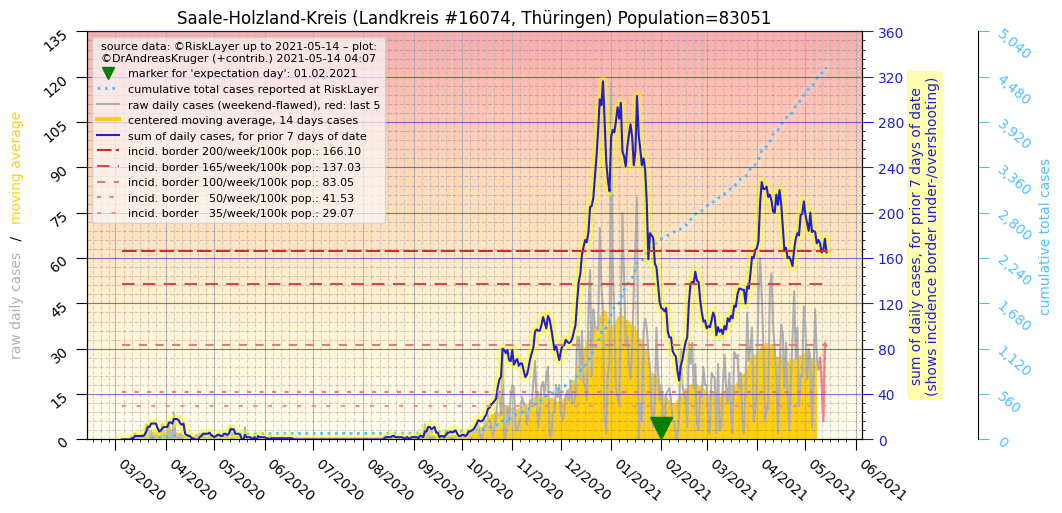 Saale-Holzland-Kreis (Landkreis #16074, Thüringen) Population=83051
source data: ©RiskLayer up to 2021-05-14 – plot:
©DrAndreasKruger (+contrib.) 2021-05-14 04:07
marker for 'expectation day': 01.02.2021
cumulative total cases reported at RiskLayer
raw daily cases (weekend-flawed), red: last 5
centered moving average, 14 days cases
sum of daily cases, for prior 7 days of date
incid. border 200/week/100k pop.: 166.10
incid. border 165/week/100k pop.: 137.03
incid. border 100/week/100k pop.: 83.05
incid. border   50/week/100k pop.: 41.53
incid. border   35/week/100k pop.: 29.07
raw daily cases  /  moving average
135
120
105
90
75
60
45
30
15
0
03/2020
04/2020
05/2020
06/2020
07/2020
08/2020
09/2020
10/2020
11/2020
12/2020
01/2021
02/2021
03/2021
04/2021
05/2021
06/2021
360
320
280
240
200
160
120
80
40
0
sum of daily cases, for prior 7 days of date
(shows incidence border under-/overshooting)
5,040
4,480
3,920
3,360
2,800
2,240
1,680
1,120
560
0
cumulative total cases